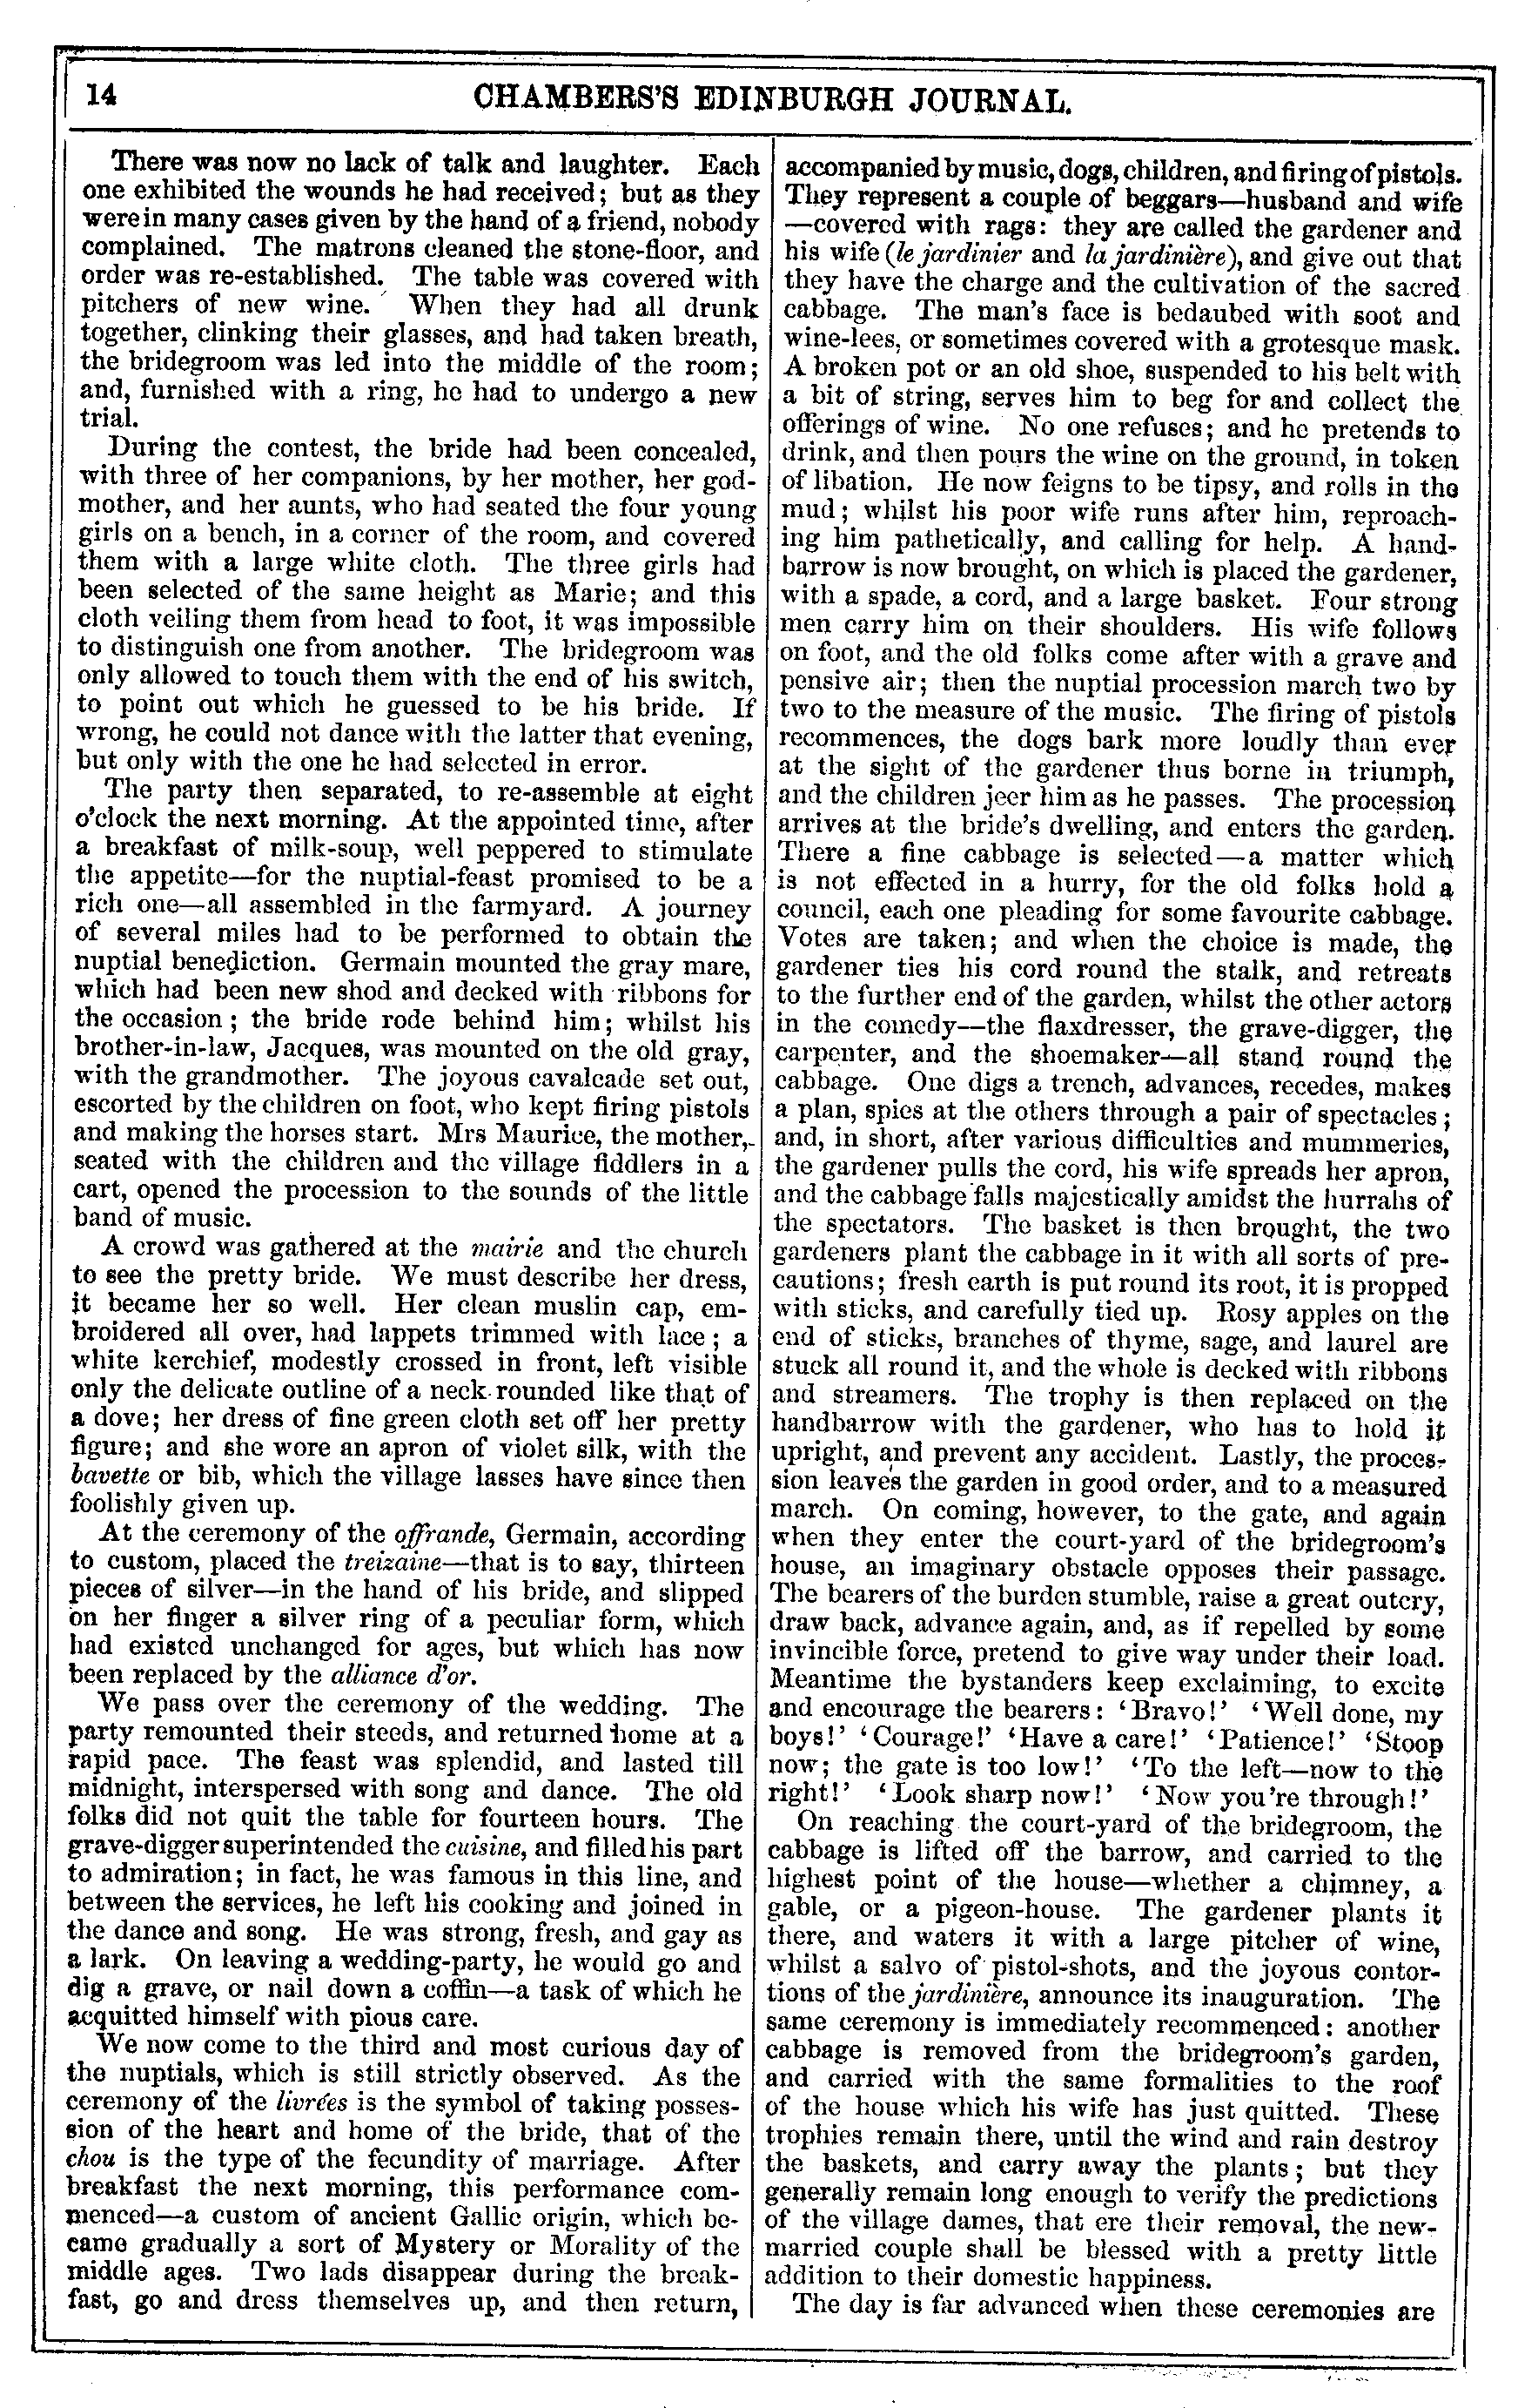 14
CHAMBERS'S EDINBURGH JOURNAL.
There was now no lack of talk and laughter. Each
one exhibited the wounds he had received; but as they
were in many cases given by the hand of a friend, nobody
complained. The matrons cleaned the stone-floor, and
order was re-established. The table was covered with
pitchers of new wine. When they had all drunk
together, clinking their glasses, and had taken breath,
the bridegroom was led into the middle of the room;
and, furnished with a ring, he had to undergo a new
trial.
During the contest, the bride had been concealed,
with three of her companions, by her mother, her god-
mother, and her aunts, who had seated the four young
girls on a bench, in a corner of the room, and covered
them with a large white cloth. The three girls had
been selected of the same height as Marie; and this
cloth veiling them from head to foot, it was impossible
to distinguish one from another. The bridegroom was
only allowed to touch them with the end of his switch,
to point out which he guessed to be his bride. If
wrong, he could not dance with the latter that evening,
but only with the one he had selected in error.
The party then separated, to re-assemble at eight
o'clock the next morning. At the appointed time, after
a breakfast of milk-soup, well peppered to stimulate
the appetite—for the nuptial-feast promised to be a
rich one—all assembled in the farmyard. A journey
of several miles had to be performed to obtain the
nuptial benediction. Germain mounted the gray mare,
which had been new shod and decked with ribbons for
the occasion; the bride rode behind him; whilst his
brother-in-law, Jacques, was mounted on the old gray,
with the grandmother. The joyous cavalcade set out,
escorted by the children on foot, who kept firing pistols
and making the horses start. Mrs Maurice, the mother,
seated with the children and the village fiddlers in a
cart, opened the procession to the sounds of the little
band of music.
A crowd was gathered at the mairie and the church
to see the pretty bride. We must describe her dress,
it became her so well. Her clean muslin cap, em-
broidered all over, had lappets trimmed with lace; a
white kerchief, modestly crossed in front, left visible
only the delicate outline of a neck rounded like that of
a dove; her dress of fine green cloth set off her pretty
figure; and she wore an apron of violet silk, with the
bavette or bib, which the village lasses have since then
foolishly given up.
At the ceremony of the offrande, Germain, according
to custom, placed the treizaine—that is to say, thirteen
pieces of silver—in the hand of his bride, and slipped
on her finger a silver ring of a peculiar form, which
had existed unchanged for ages, but which has now
been replaced by the alliance d'or.
We pass over the ceremony of the wedding. The
party remounted their steeds, and returned home at a
rapid pace. The feast was splendid, and lasted till
midnight, interspersed with song and dance. The old
folks did not quit the table for fourteen hours. The
grave-digger superintended the cuisine, and filled his part
to admiration; in fact, he was famous in this line, and
between the services, he left his cooking and joined in
the dance and song. He was strong, fresh, and gay as
a lark. On leaving a wedding-party, he would go and
dig a grave, or nail down a coffin—a task of which he
acquitted himself with pious care.
We now come to the third and most curious day of
the nuptials, which is still strictly observed. As the
ceremony of the livrées is the symbol of taking posses-
sion of the heart and home of the bride, that of the
chou is the type of the fecundity of marriage. After
breakfast the next morning, this performance com-
menced—a custom of ancient Gallic origin, which be-
came gradually a sort of Mystery or Morality of the
middle ages. Two lads disappear during the break-
fast, go and dress themselves up, and then return,
accompanied by music, dogs, children, and firing of pistols.
They represent a couple of beggars—husband and wife
—covered with rags: they are called the gardener and
his wife (le jardinier and la jardinière), and give out that
they have the charge and the cultivation of the sacred
cabbage. The man's face is bedaubed with soot and
wine-lees, or sometimes covered with a grotesque mask.
A broken pot or an old shoe, suspended to his belt with
a bit of string, serves him to beg for and collect the
offerings of wine. No one refuses; and he pretends to
drink, and then pours the wine on the ground, in token
of libation. He now feigns to be tipsy, and rolls in the
mud; whilst his poor wife runs after him, reproach-
ing him pathetically, and calling for help. A hand-
barrow is now brought, on which is placed the gardener,
with a spade, a cord, and a large basket. Four strong
men carry him on their shoulders. His wife follows
on foot, and the old folks come after with a grave and
pensive air; then the nuptial procession march two by
two to the measure of the music. The firing of pistols
recommences, the dogs bark more loudly than ever
at the sight of the gardener thus borne in triumph,
and the children jeer him as he passes. The procession
arrives at the bride's dwelling, and enters the garden.
There a fine cabbage is selected—a matter which
is not effected in a hurry, for the old folks hold a
council, each one pleading for some favourite cabbage.
Votes are taken; and when the choice is made, the
gardener ties his cord round the stalk, and retreats
to the further end of the garden, whilst the other actors
in the comedy—the flaxdresser, the grave-digger, the
carpenter, and the shoemaker—all stand round the
cabbage. One digs a trench, advances, recedes, makes
a plan, spies at the others through a pair of spectacles;
and, in short, after various difficulties and mummeries,
the gardener pulls the cord, his wife spreads her apron,
and the cabbage falls majestically amidst the hurrahs of
the spectators. The basket is then brought, the two
gardeners plant the cabbage in it with all sorts of pre-
cautions; fresh earth is put round its root, it is propped
with sticks, and carefully tied up. Rosy apples on the
end of sticks, branches of thyme, sage, and laurel are
stuck all round it, and the whole is decked with ribbons
and streamers. The trophy is then replaced on the
handbarrow with the gardener, who has to hold it
upright, and prevent any accident. Lastly, the proces-
sion leaves the garden in good order, and to a measured
march. On coming, however, to the gate, and again
when they enter the court-yard of the bridegroom's
house, an imaginary obstacle opposes their passage.
The bearers of the burden stumble, raise a great outcry,
draw back, advance again, and, as if repelled by some
invincible force, pretend to give way under their load.
Meantime the bystanders keep exclaiming, to excite
and encourage the bearers: 'Bravo!' 'Well done, my
boys!' 'Courage!' 'Have a care!' 'Patience!' 'Stoop
now; the gate is too low!' 'To the left—now to the
right!' 'Look sharp now!' 'Now you're through!'
On reaching the court-yard of the bridegroom, the
cabbage is lifted off the barrow, and carried to the
highest point of the house—whether a chimney, a
gable, or a pigeon-house. The gardener plants it
there, and waters it with a large pitcher of wine,
whilst a salvo of pistol-shots, and the joyous contor-
tions of the jardinière, announce its inauguration. The
same ceremony is immediately recommenced: another
cabbage is removed from the bridegroom's garden,
and carried with the same formalities to the roof
of the house which his wife has just quitted. These
trophies remain there, until the wind and rain destroy
the baskets, and carry away the plants; but they
generally remain long enough to verify the predictions
of the village dames, that ere their removal, the new-
married couple shall be blessed with a pretty little
addition to their domestic happiness.
The day is far advanced when these ceremonies are